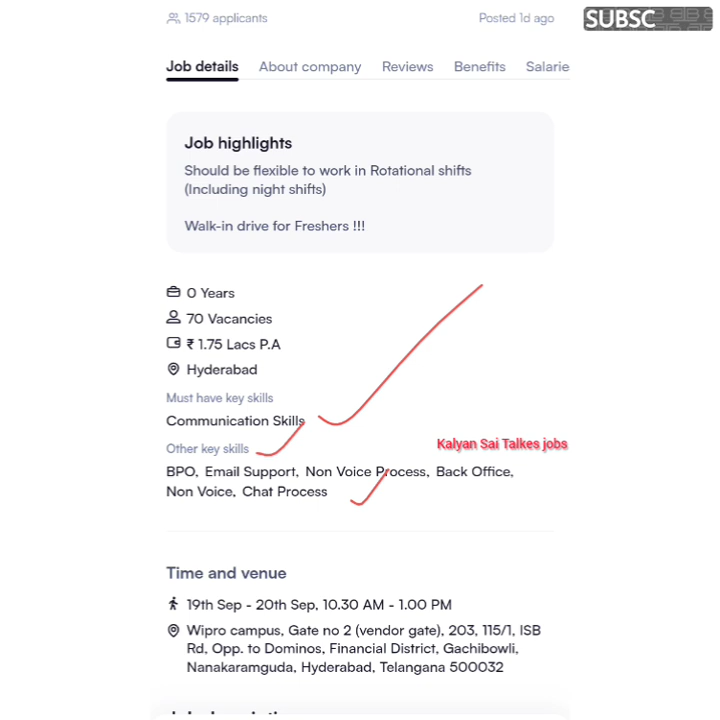 1579 applicants
Posted 1d ago
SUBSC
Job details
About company
Reviews
Benefits
Salarie
Job highlights
Should be flexible to work in Rotational shifts
(Including night shifts)
Walk-in drive for Freshers !!!
0 Years
70 Vacancies
₹ 1.75 Lacs P.A
Hyderabad
Must have key skills
Communication Skills
Other key skills
Kalyan Sai Talkes jobs
BPO, Email Support, Non Voice Process, Back Office,
Non Voice, Chat Process
Time and venue
19th Sep - 20th Sep, 10.30 AM - 1.00 PM
Wipro campus, Gate no 2 (vendor gate), 203, 115/1, ISB
Rd, Opp. to Dominos, Financial District, Gachibowli,
Nanakaramguda, Hyderabad, Telangana 500032